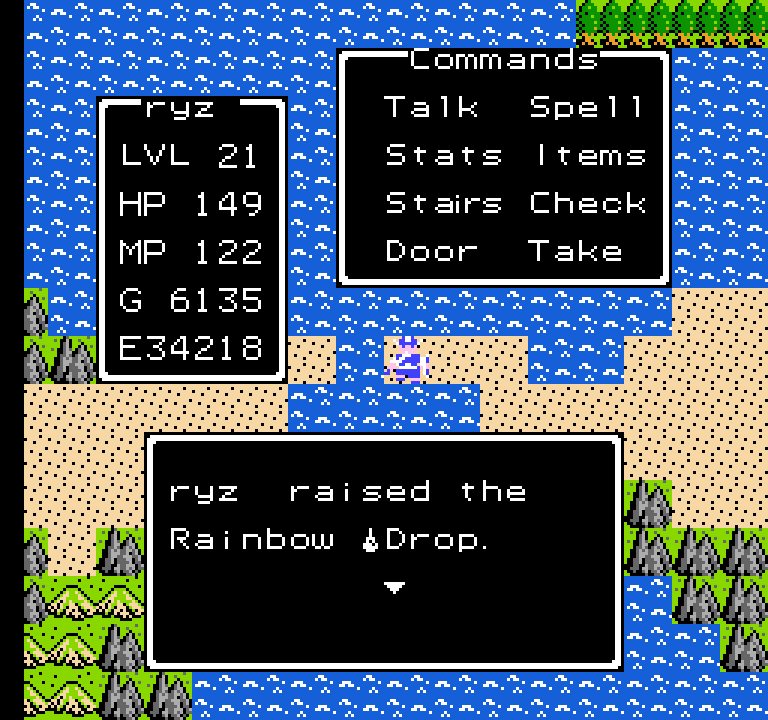 Commands
Talk Spell
Stats Items
Stairs Check
Door Take
ryz
LVL 21
HP 149
MP 122
G 6135
E34218
ryz raised the
Rainbow Drop.